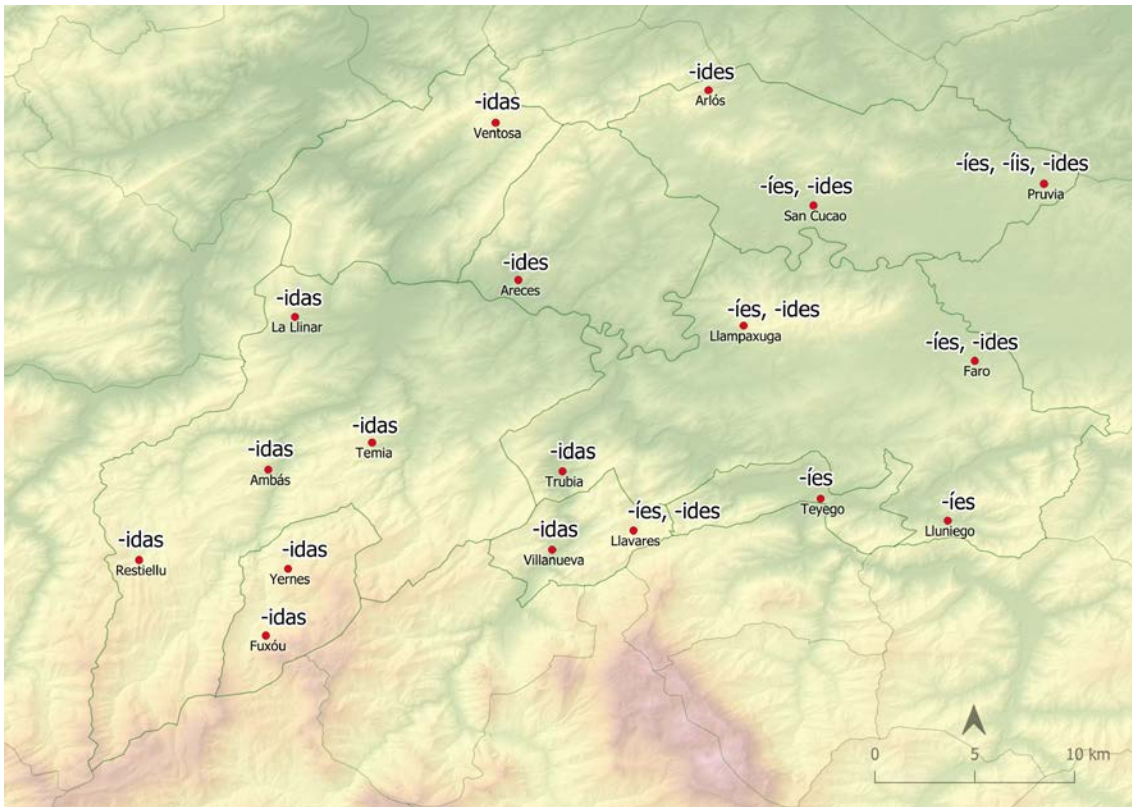 -ides
Arlós
-idas
Ventosa
-íes, -íis, -ides
Pruvia
-íes, -ides
San Cucao
-ides
Areces
-idas
La Llinar
-íes, -ides
Llampaxuga
-íes, -ides
Faro
-idas
Temia
-idas
Ambás
-idas
Trubia
-íes
Teyego
-íes
Lluniego
-íes, -ides
Llavares
-idas
Villanueva
-idas
Restiellu
-idas
Yernes
-idas
Fuxóu
0 5 10 km